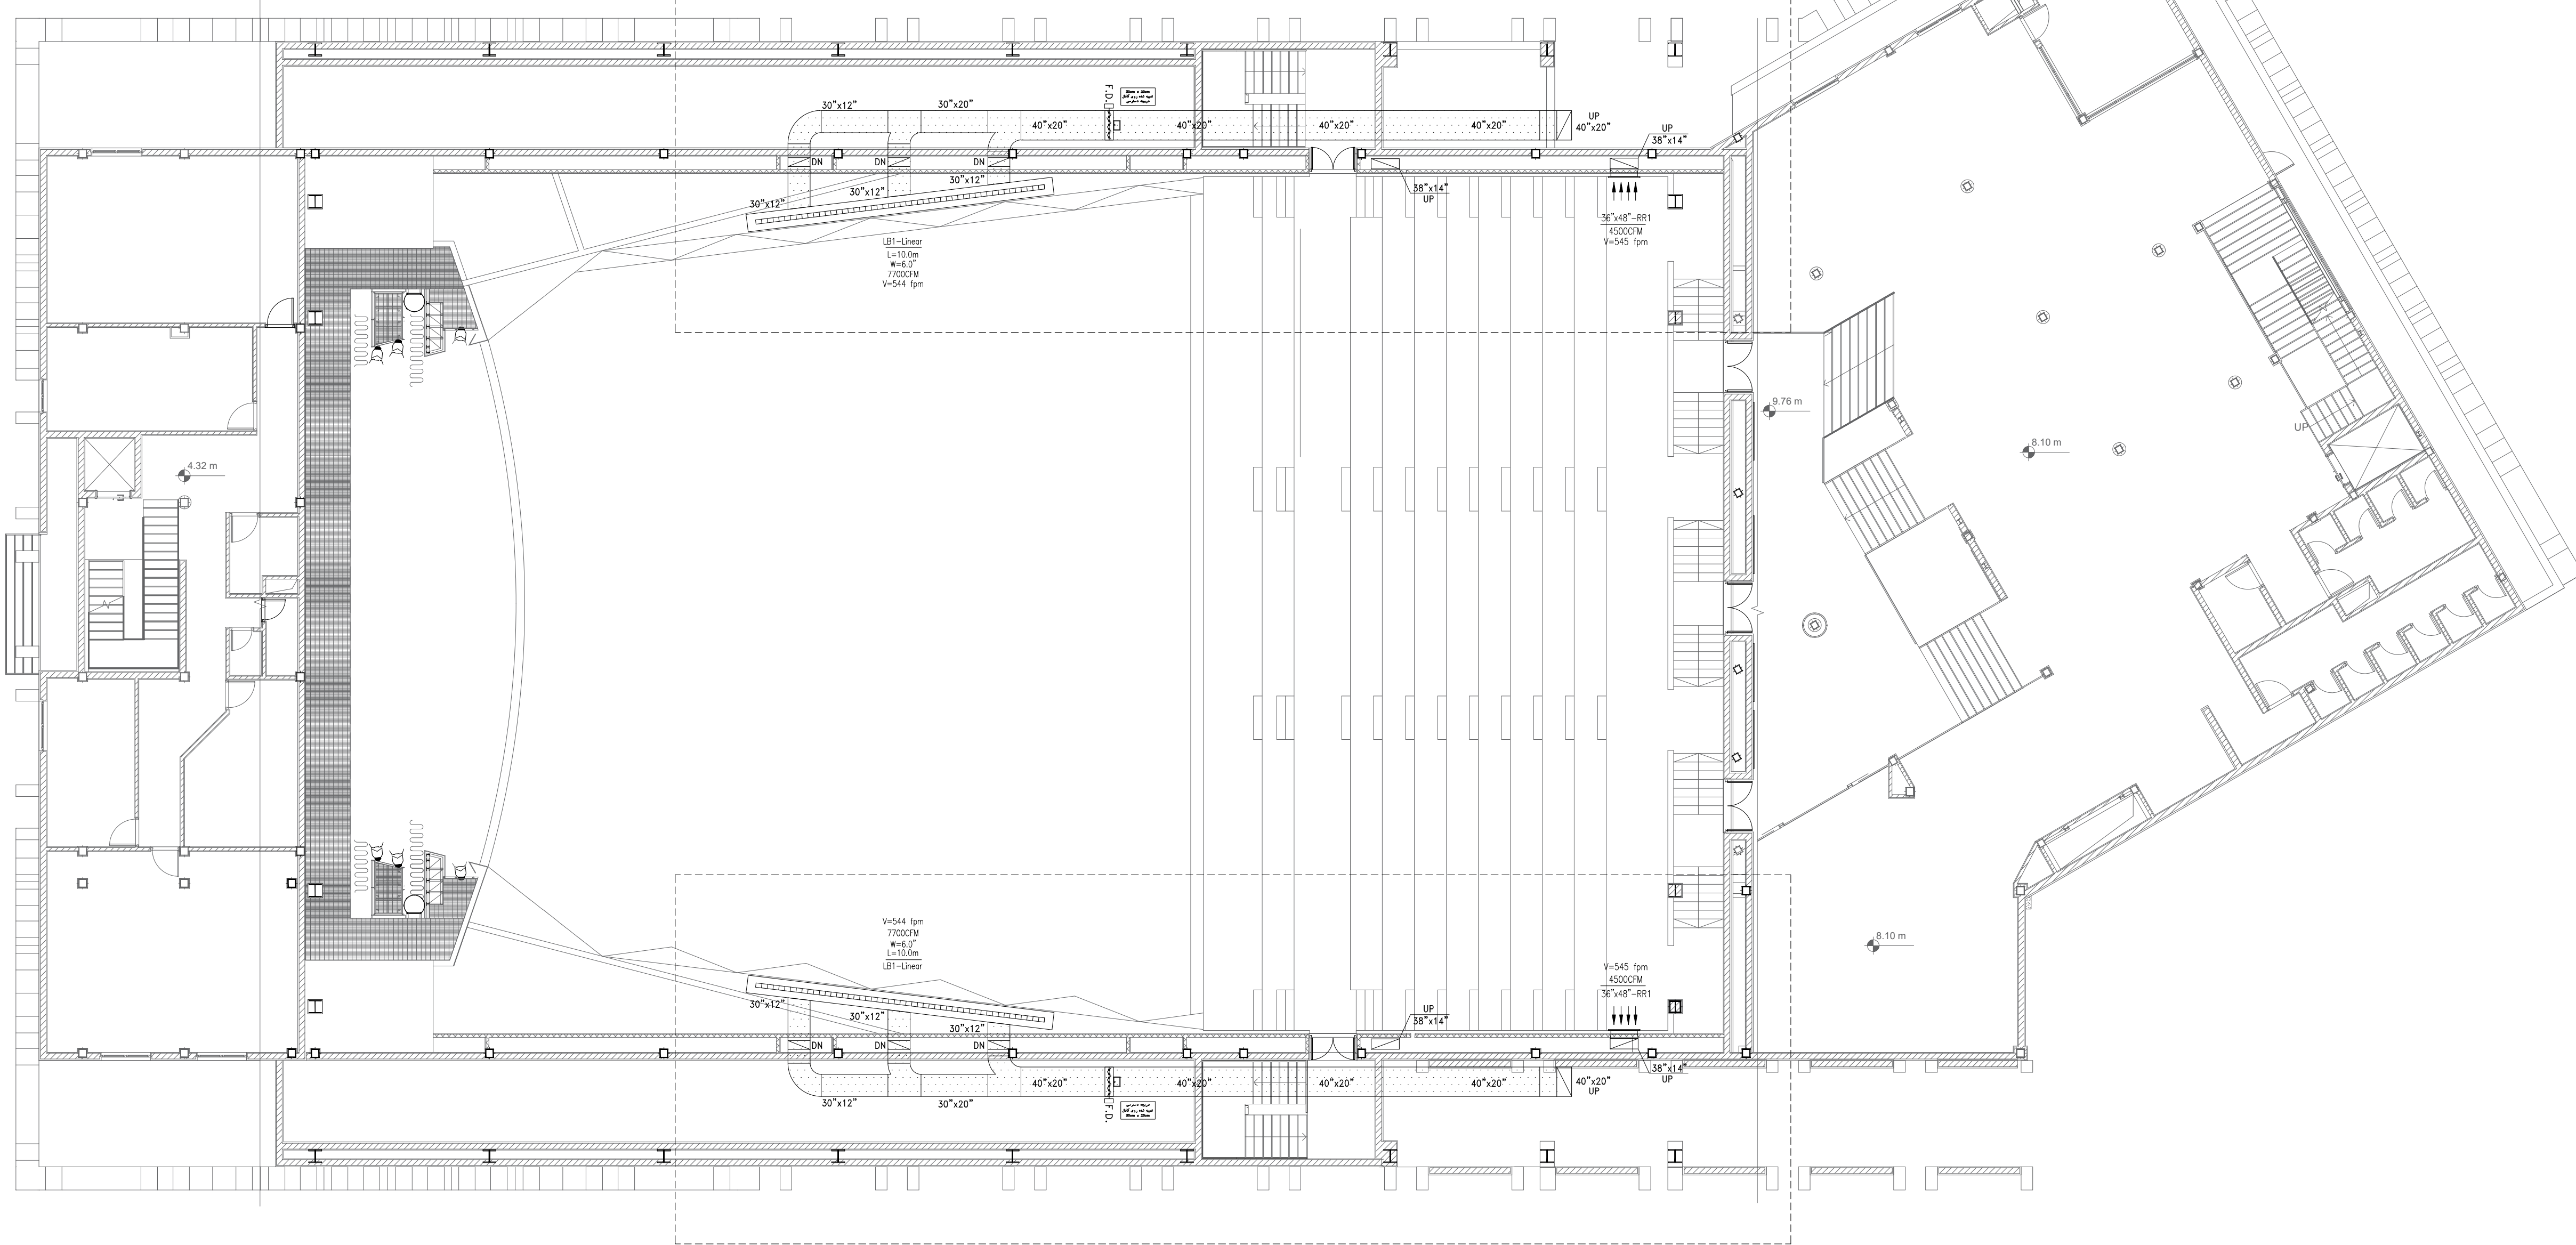 F.D.
30"x12"
30"x20"
40"x20"
40"x20"
40"x20"
40"x20"
UP
40"x20"
UP
38"x14"
DN
DN
DN
30"x12"
30"x12"
30"x12"
38"x14"
UP
36"x48"-RR1
4500CFM
V=545 fpm
LB1-Linear
L=10.0m
W=6.0"
7700CFM
V=544 fpm
9.76 m
8.10 m
UP
4.32 m
V=544 fpm
7700CFM
W=6.0"
L=10.0m
LB1-Linear
8.10 m
V=545 fpm
4500CFM
36"x48"-RR1
30"x12"
30"x12"
30"x12"
UP
38"x14"
DN
DN
DN
38"x14"
UP
40"x20"
40"x20"
40"x20"
40"x20"
40"x20"
UP
30"x12"
30"x20"
F.D.